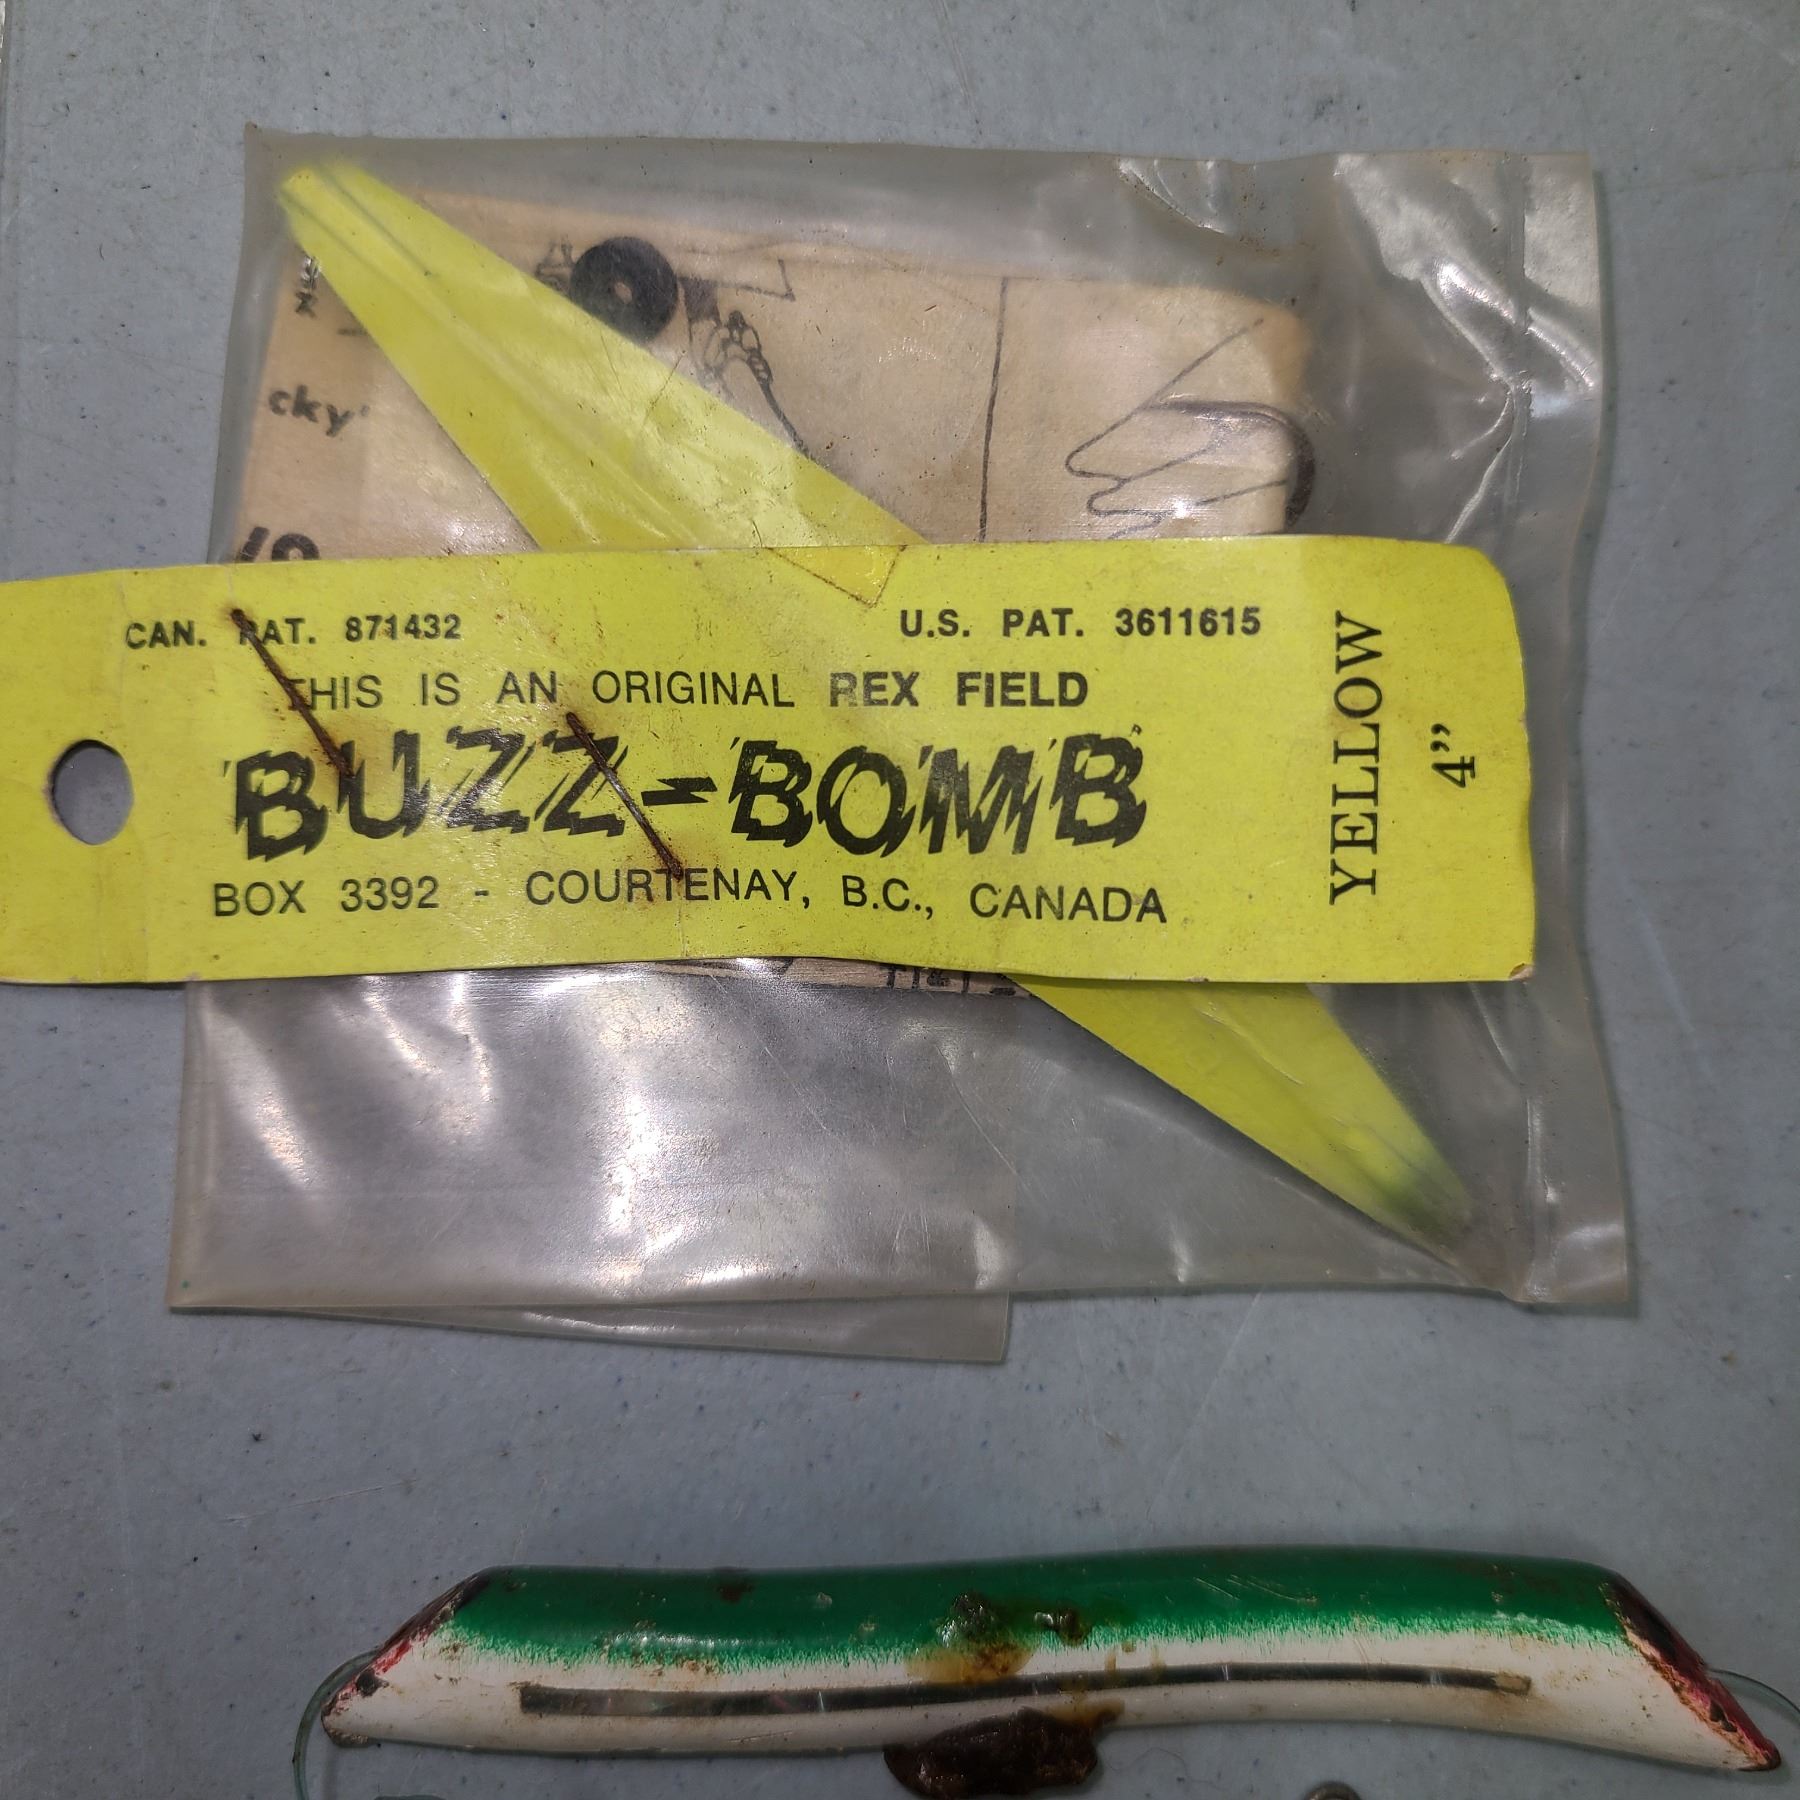 cky'
CAN. PAT. 871432 U.S. PAT. 3611615
THIS IS AN ORIGINAL REX FIELD
'BUZZ-BOMB'
BOX 3392 - COURTENAY, B.C., CANADA
YELLOW
4”